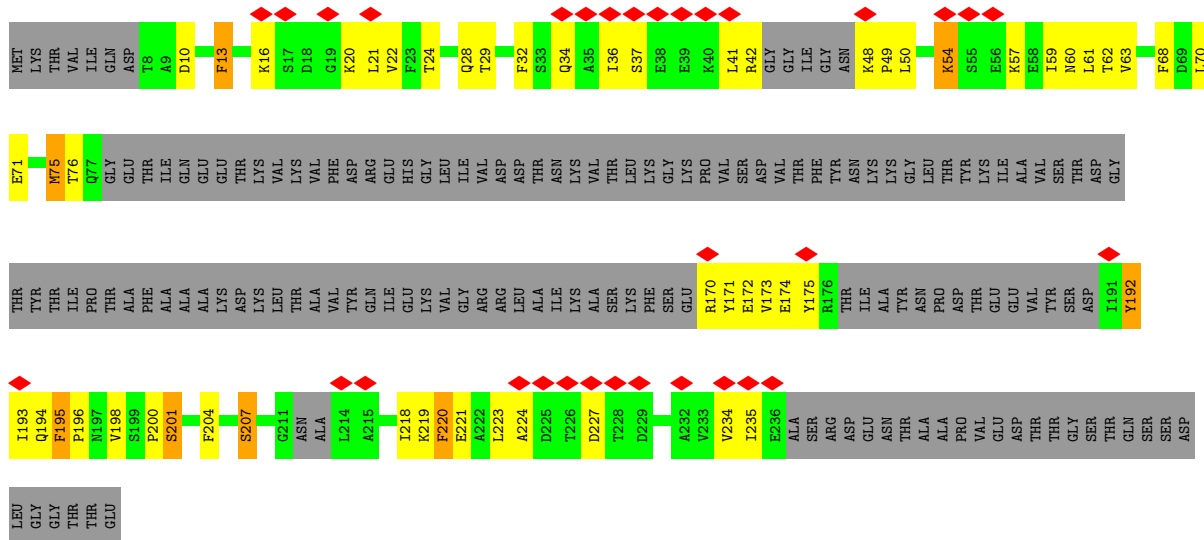 MET LYS THR VAL ILE GLN ASP T8 A9 D10 F13 K16 S17 D18 G19 K20 L21 V22 F23 T24 Q28 T29 F32 S33 Q34 A35 I36 S37 E38 E39 K40 L41 R42 GLY GLY ILE GLY ASN K48 P49 L50 K54 S55 E56 K57 E58 I59 N60 L61 T62 V63 F68 D69 L70
E71 M75 T76 Q77 GLY GLU THR ILE GLN GLU GLU THR LYS VAL LYS VAL PHE ASP ARG GLU HIS GLY LEU ILE VAL ASP ASP THR ASN LYS VAL THR LEU LYS GLY LYS PRO VAL SER ASP VAL THR PHE TYR ASN LYS LYS GLY LEU THR TYR LYS ILE ALA VAL SER THR ASP GLY
THR TYR THR ILE PRO THR ALA PHE ALA ALA ALA LYS ASP LYS LEU THR ALA VAL TYR GLN ILE GLU LYS VAL GLY ARG ARG LEU ALA ILE LYS ALA SER LYS PHE SER GLU R170 Y171 E172 V173 E174 Y175 R176 THR ILE ALA TYR ASN PRO ASP THR GLU GLU VAL TYR SER ASP I191 Y192
I193 Q194 F195 P196 N197 V198 S199 P200 S201 F204 S207 G211 ASN ALA L214 A215 I218 K219 F220 E221 A222 L223 A224 D225 T226 D227 T228 D229 A232 V233 V234 I235 E236 ALA SER ARG ASP GLU ASN THR ALA ALA PRO VAL GLU ASP THR THR GLY SER THR GLN SER SER ASP
LEU GLY GLY THR THR GLU